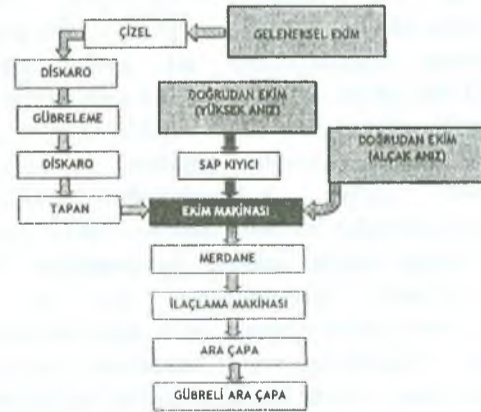 ÇİZEL
GELENEKSEL EKİM
DİSKARO
GÜBRELEME
DİSKARO
TAPAN
DOĞRUDAN EKİM
(YÜKSEK ANIZ)
SAP KIYICI
DOĞRUDAN EKİM
(ALÇAK ANIZ)
EKİM MAKİNASI
MERDANE
İLAÇLAMA MAKİNASI
ARA ÇAPA
GÜBRELİ ARA ÇAPA